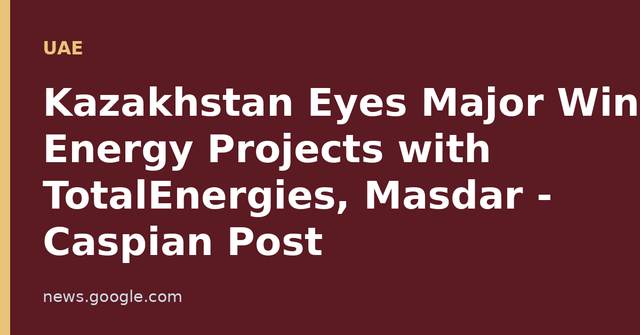 UAE
Kazakhstan Eyes Major Win
Energy Projects with
TotalEnergies, Masdar -
Caspian Post
news.google.com